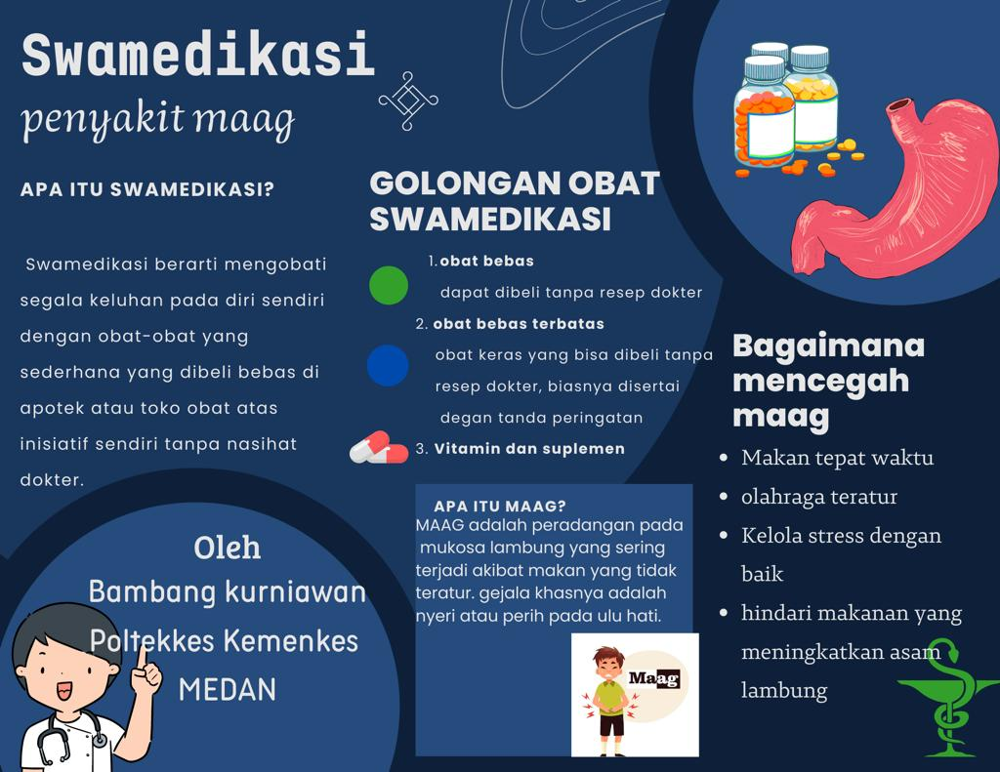 Swamedikasi
penyakit maag
APA ITU SWAMEDIKASI?
Swamedikasi berarti mengobati
segala keluhan pada diri sendiri
dengan obat-obat yang
sederhana yang dibeli bebas di
apotek atau toko obat atas
inisiatif sendiri tanpa nasihat
dokter.
Oleh
Bambang kurniawan
Poltekkes Kemenkes
MEDAN
GOLONGAN OBAT
SWAMEDIKASI
1. obat bebas
dapat dibeli tanpa resep dokter
2. obat bebas terbatas
obat keras yang bisa dibeli tanpa
resep dokter, biasnya disertai
degan tanda peringatan
3. Vitamin dan suplemen
APA ITU MAAG?
MAAG adalah peradangan pada
mukosa lambung yang sering
terjadi akibat makan yang tidak
teratur. gejala khasnya adalah
nyeri atau perih pada ulu hati.
Maag
Bagaimana
mencegah
maag
• Makan tepat waktu
• olahraga teratur
• Kelola stress dengan
baik
• hindari makanan yang
meningkatkan asam
lambung